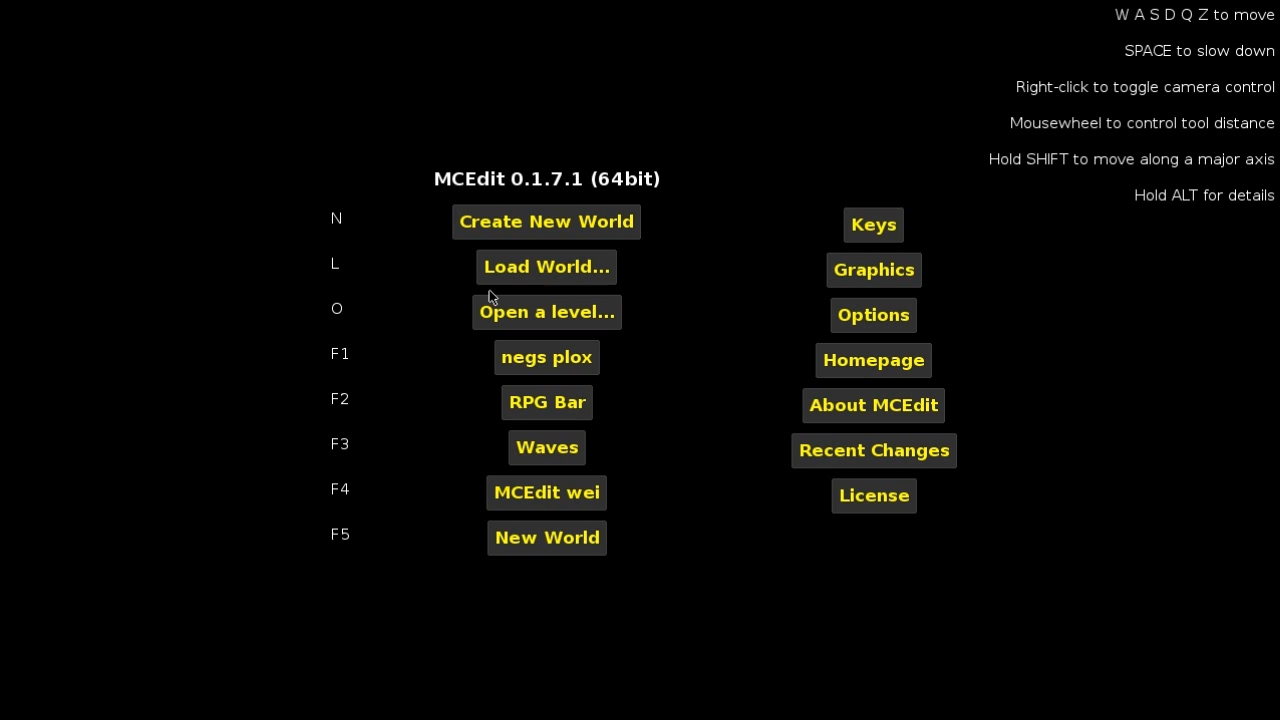 W A S D Q Z to move
SPACE to slow down
Right-click to toggle camera control
Mousewheel to control tool distance
Hold SHIFT to move along a major axis
Hold ALT for details
MCEdit 0.1.7.1 (64bit)
N Create New World
L Load World...
O Open a level...
F1 negs plox
F2 RPG Bar
F3 Waves
F4 MCEdit wei
F5 New World
Keys
Graphics
Options
Homepage
About MCEdit
Recent Changes
License